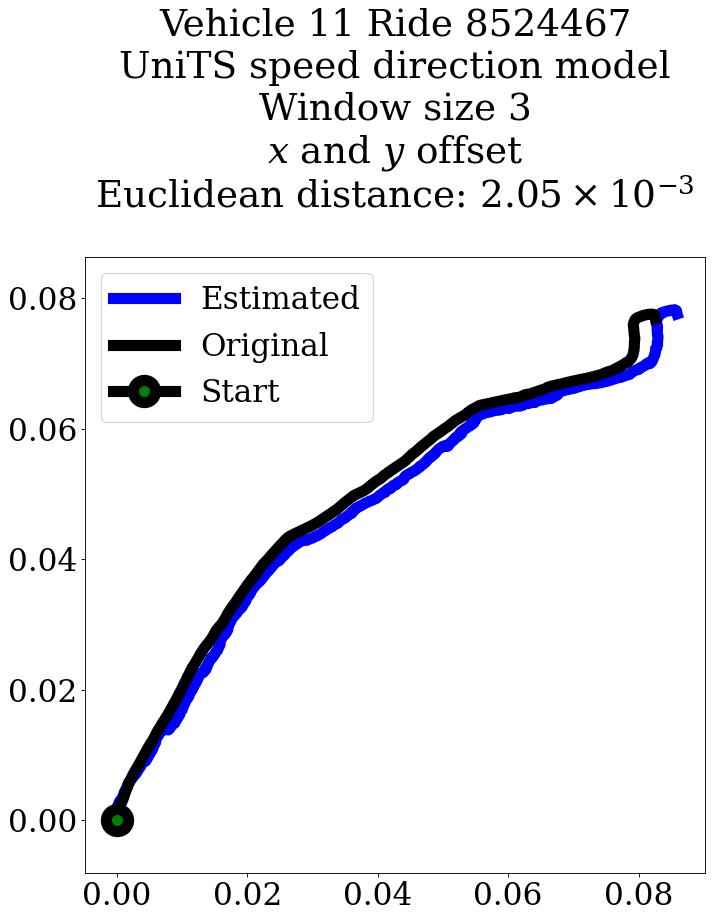 Vehicle 11 Ride 8524467
UniTS speed direction model
Window size 3
x and y offset
Euclidean distance: 2.05 × 10⁻³
Estimated
Original
Start
0.08
0.06
0.04
0.02
0.00
0.00 0.02 0.04 0.06 0.08